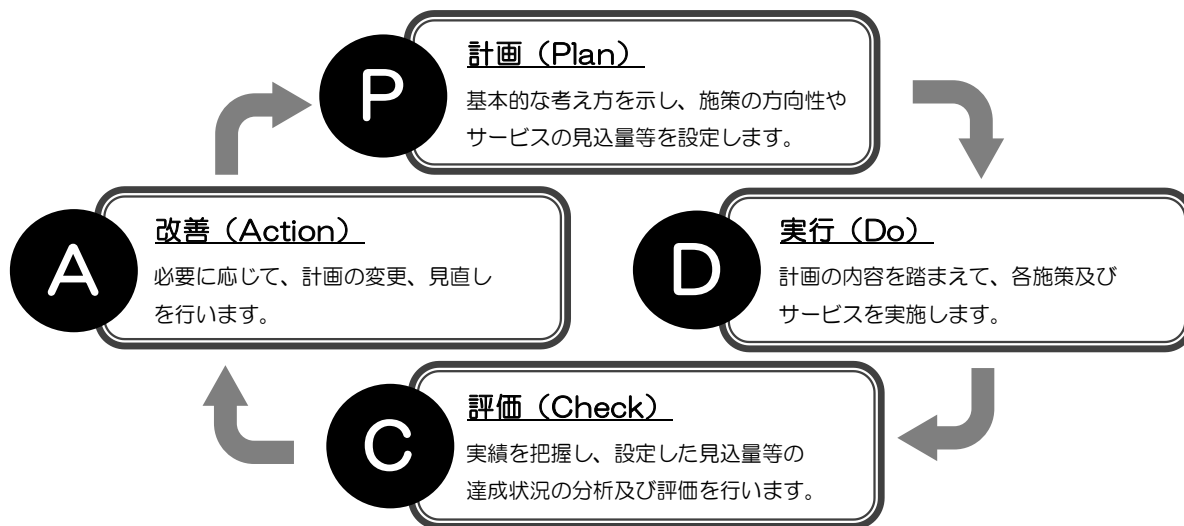 P
計画（Plan）
基本的な考え方を示し、施策の方向性や
サービスの見込量等を設定します。
D
実行（Do）
計画の内容を踏まえて、各施策及び
サービスを実施します。
C
評価（Check）
実績を把握し、設定した見込量等の
達成状況の分析及び評価を行います。
A
改善（Action）
必要に応じて、計画の変更、見直し
を行います。